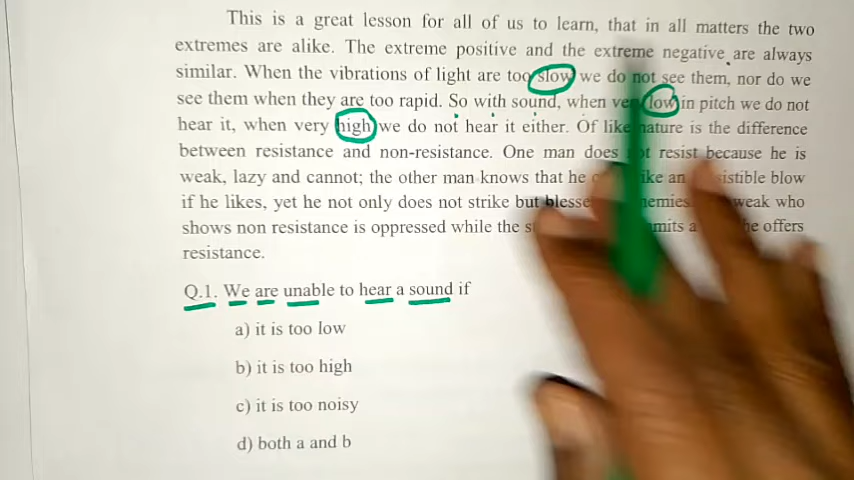 This is a great lesson for all of us to learn, that in all matters the two
extremes are alike. The extreme positive and the extreme negative are always
similar. When the vibrations of light are too slow we do not see them, nor do we
see them when they are too rapid. So with sound, when very low in pitch we do not
hear it, when very high we do not hear it either. Of like nature is the difference
between resistance and non-resistance. One man does not resist because he is
weak, lazy and cannot; the other man knows that he blow
if he likes, yet he not only does not strike but weak who
shows non resistance is oppressed while the offers
resistance.
Q.1. We are unable to hear a sound if
a) it is too low
b) it is too high
c) it is too noisy
d) both a and b